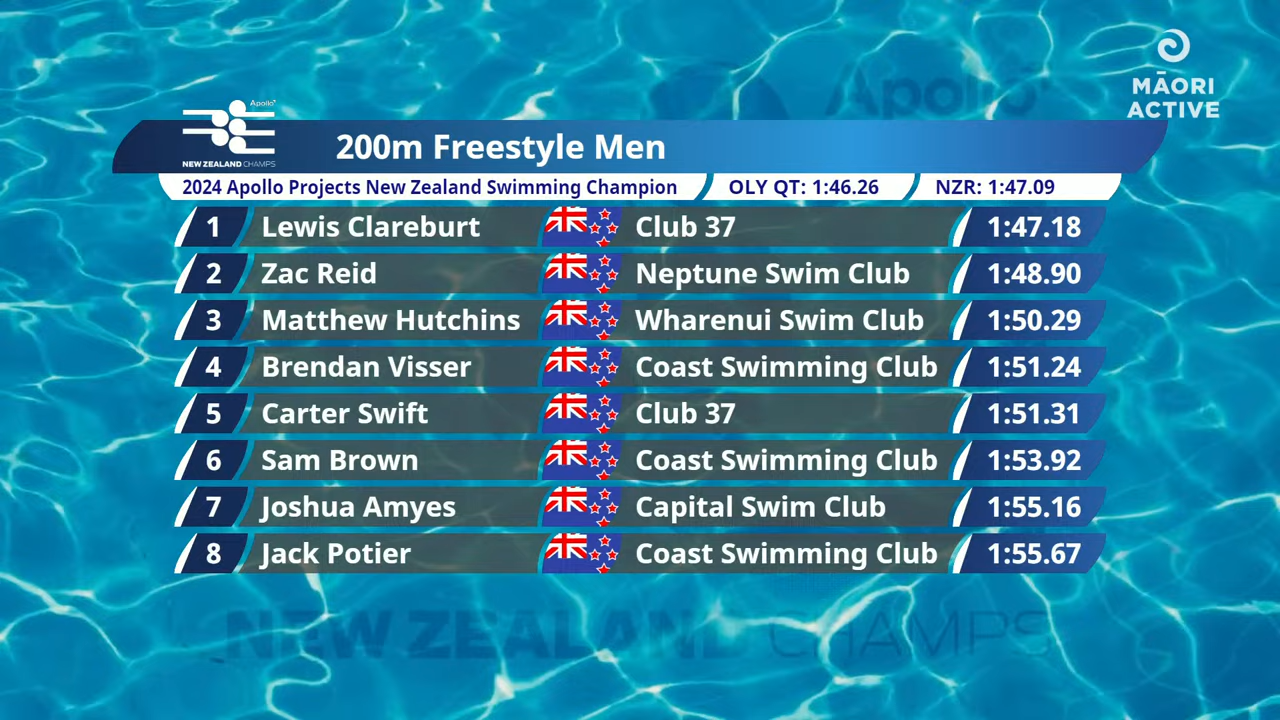 MĀORI
ACTIVE
Apollo
Apollo
NEW ZEALAND CHAMPS
200m Freestyle Men
2024 Apollo Projects New Zealand Swimming Champion OLY QT: 1:46.26 NZR: 1:47.09
1 Lewis Clareburt Club 37 1:47.18
2 Zac Reid Neptune Swim Club 1:48.90
3 Matthew Hutchins Wharenui Swim Club 1:50.29
4 Brendan Visser Coast Swimming Club 1:51.24
5 Carter Swift Club 37 1:51.31
6 Sam Brown Coast Swimming Club 1:53.92
7 Joshua Amyes Capital Swim Club 1:55.16
8 Jack Potier Coast Swimming Club 1:55.67
NEW ZEALAND CHAMPS